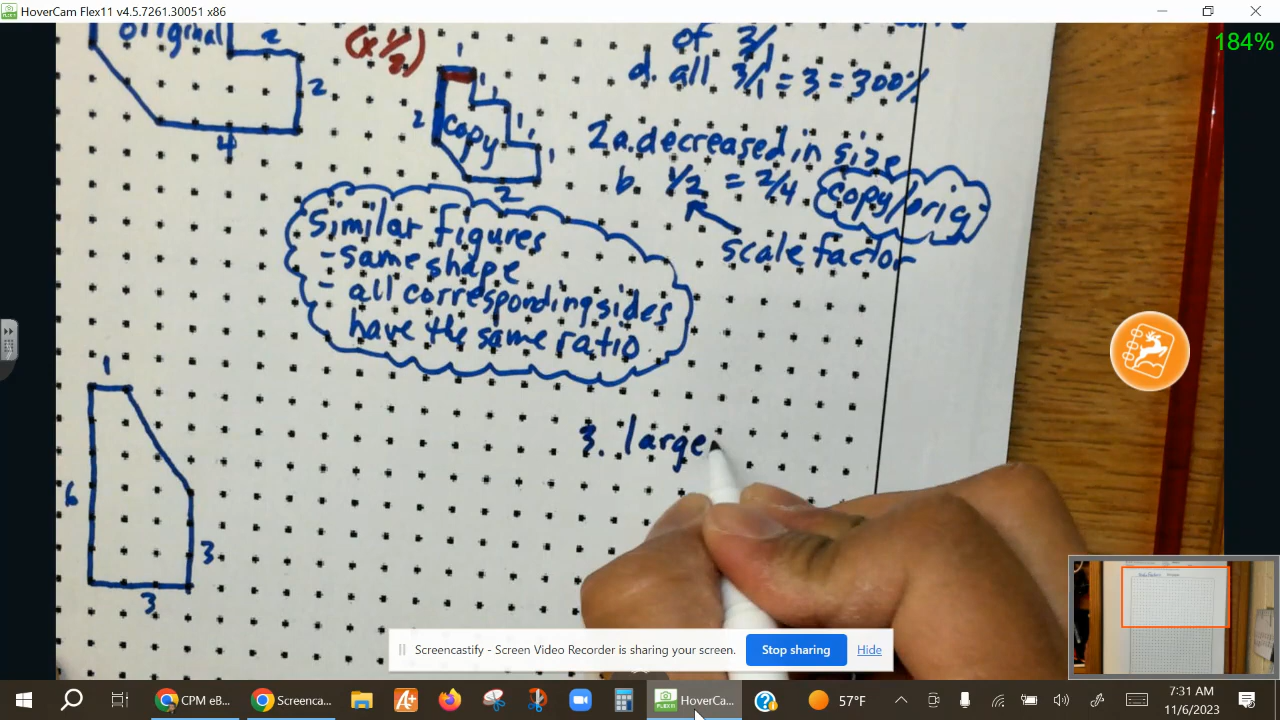 HoverCam Flex11 v4.5.7261.30051 x86
184%
original
2
2
4
(x 1/2)
1
1
1
1
1
1
2
copy
2
of 3/1
d. all 3/1 = 3 = 300%
2a. decreased in size
b. 1/2 = 2/4 copy/orig
scale factor
Similar figures
- same shape
- all corresponding sides
have the same ratio.
1
6
3
3
3. large
Screencastify - Screen Video Recorder is sharing your screen.
Stop sharing
Hide
CPM eB...
Screenca...
HoverCa...
57°F
7:31 AM
11/6/2023